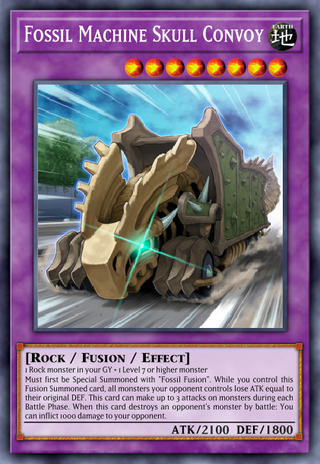 FOSSIL MACHINE SKULL CONVOY
EARTH
地
[ROCK / FUSION / EFFECT]
1 Rock monster in your GY + 1 Level 7 or higher monster
Must first be Special Summoned with "Fossil Fusion". While you control this
Fusion Summoned card, all monsters your opponent controls lose ATK equal to
their original DEF. This card can make up to 3 attacks on monsters during each
Battle Phase. When this card destroys an opponent's monster by battle: You
can inflict 1000 damage to your opponent.
ATK/2100 DEF/1800